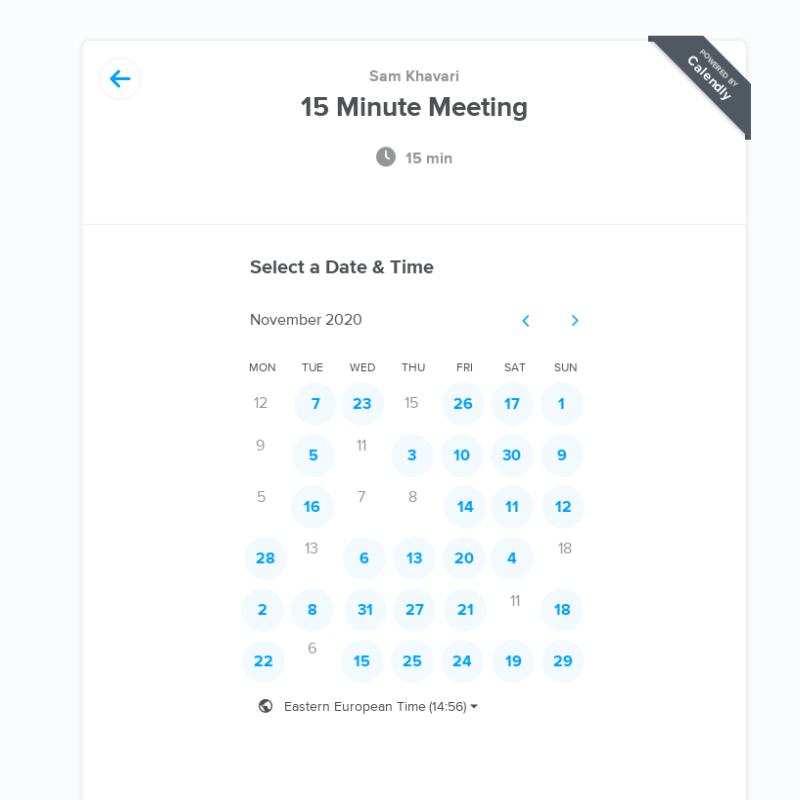 POWERED BY
Calendly
Sam Khavari
15 Minute Meeting
15 min
Select a Date & Time
November 2020
MON TUE WED THU FRI SAT SUN
12 7 23 15 26 17 1
9 5 11 3 10 30 9
5 16 7 8 14 11 12
28 13 6 13 20 4 18
2 8 31 27 21 11 18
22 6 15 25 24 19 29
Eastern European Time (14:56)